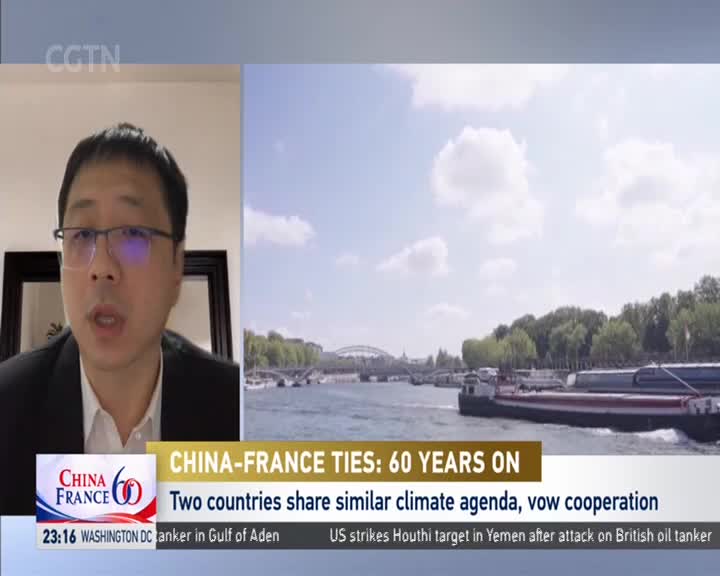 CGTN
CHINA-FRANCE TIES: 60 YEARS ON
CHINA
FRANCE 60
Two countries share similar climate agenda, vow cooperation
23:16 WASHINGTON DC
tanker in Gulf of Aden US strikes Houthi target in Yemen after attack on British oil tanker